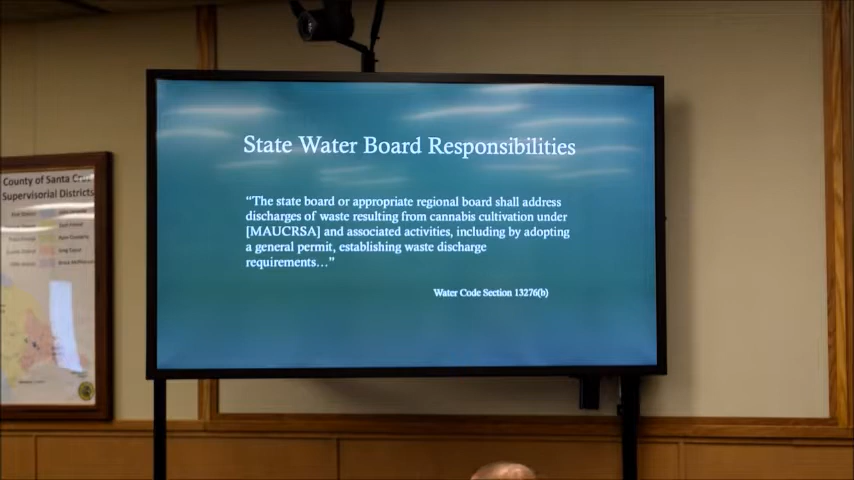 State Water Board Responsibilities
“The state board or appropriate regional board shall address
discharges of waste resulting from cannabis cultivation under
[MAUCRSA] and associated activities, including by adopting
a general permit, establishing waste discharge
requirements…”
Water Code Section 13276(b)
County of Santa Cruz
Supervisorial Districts